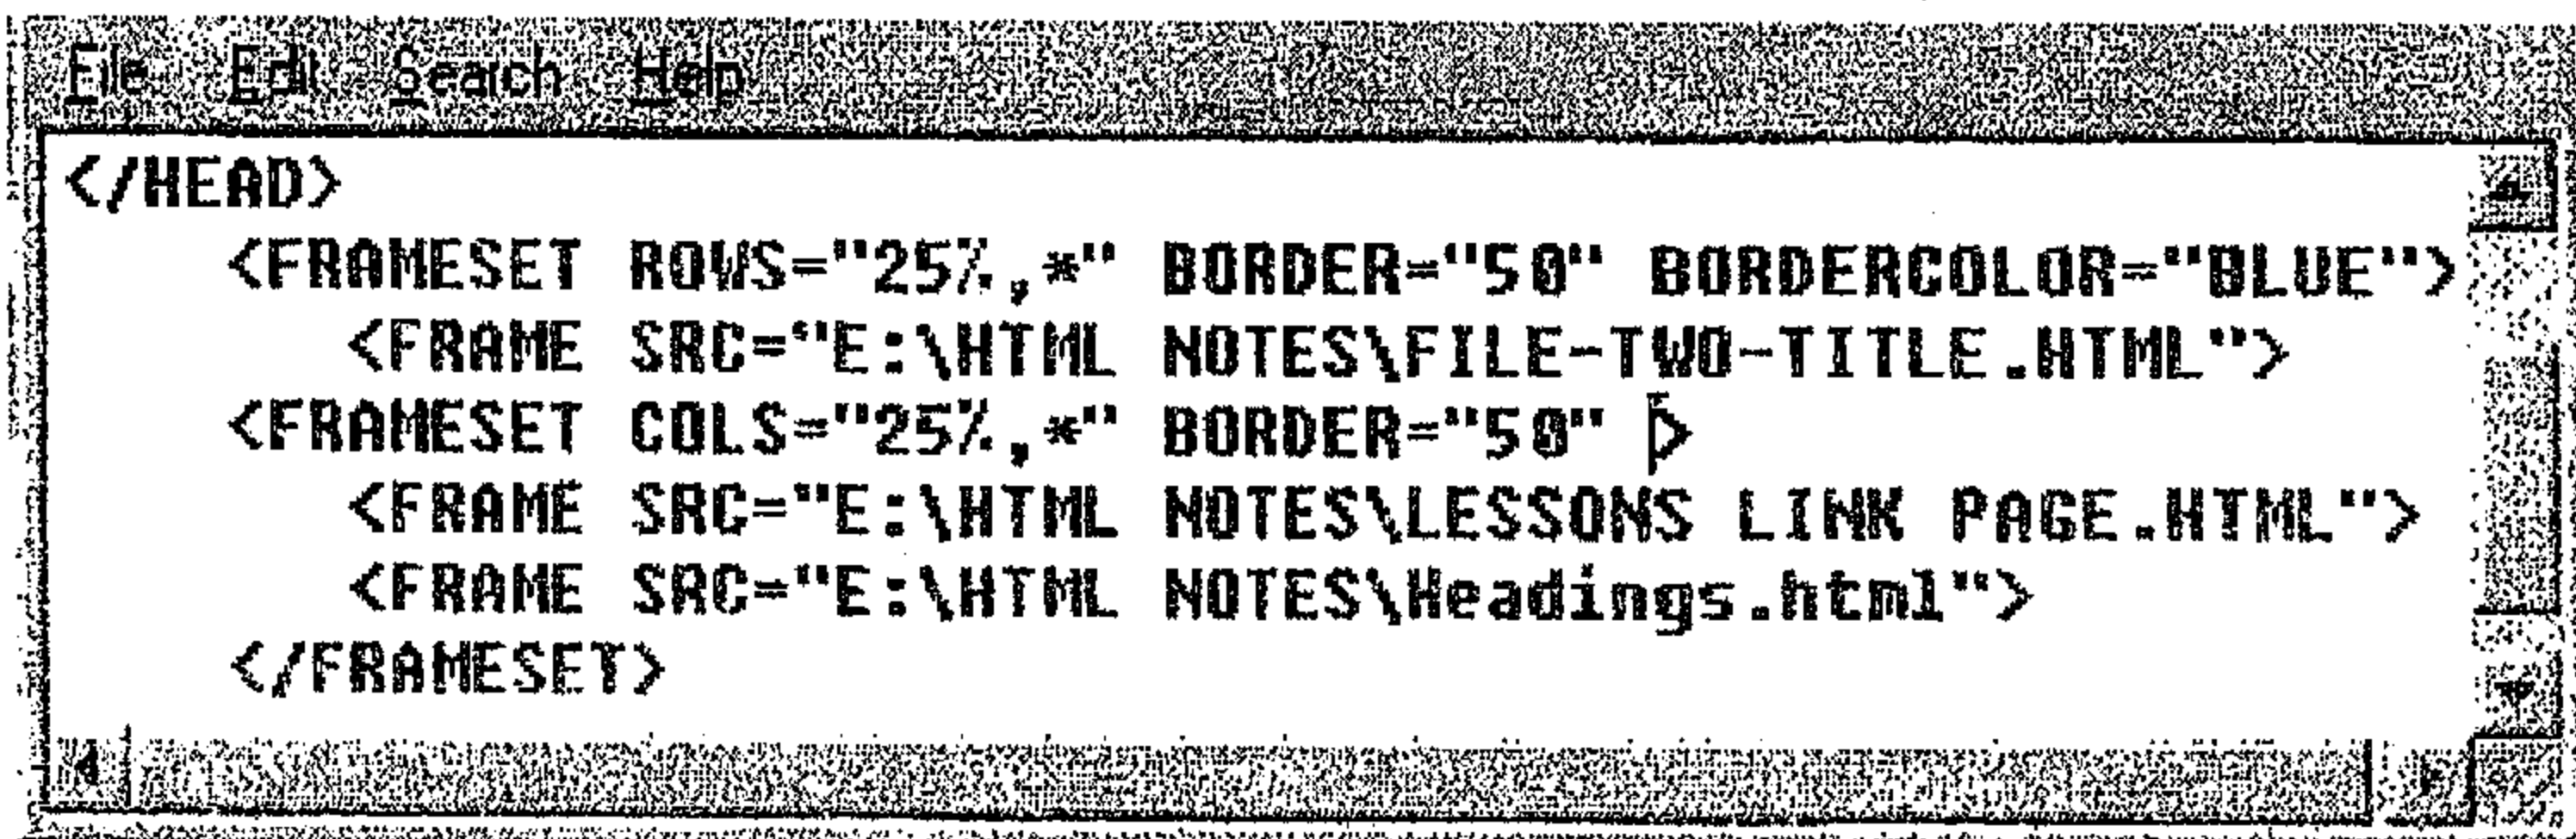 File Edit Search Help
</HEAD>
<FRAMESET ROWS="25%,*" BORDER="50" BORDERCOLOR="BLUE">
<FRAME SRC="E:\HTML NOTES\FILE-TWO-TITLE.HTML">
<FRAMESET COLS="25%,*" BORDER="50" >
<FRAME SRC="E:\HTML NOTES\LESSONS LINK PAGE.HTML">
<FRAME SRC="E:\HTML NOTES\Headings.html">
</FRAMESET>